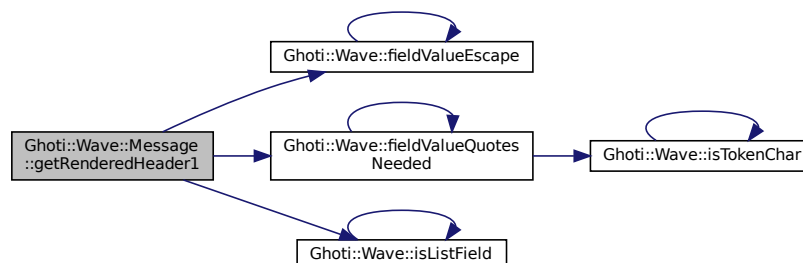 Ghoti::Wave::fieldValueEscape
Ghoti::Wave::Message
::getRenderedHeader1
Ghoti::Wave::fieldValueQuotes
Needed
Ghoti::Wave::isTokenChar
Ghoti::Wave::isListField